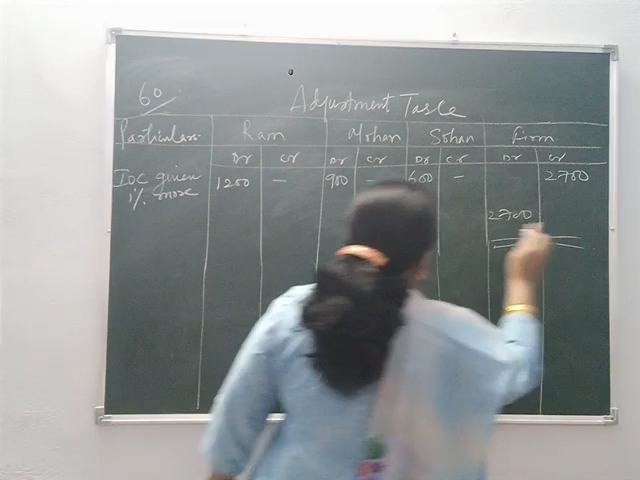 60/
Adjustment Table
Particulars Ram Mohan Sohan Firm
Dr Cr Dr Cr Dr Cr Dr Cr
IOC given 1200 – 900 – 600 – 2700
1% more
2700